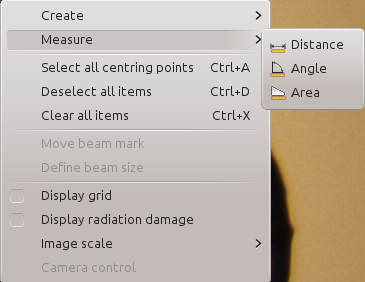 Create
Measure
Distance
Angle
Area
Select all centring points Ctrl+A
Deselect all items Ctrl+D
Clear all items Ctrl+X
Move beam mark
Define beam size
Display grid
Display radiation damage
Image scale
Camera control